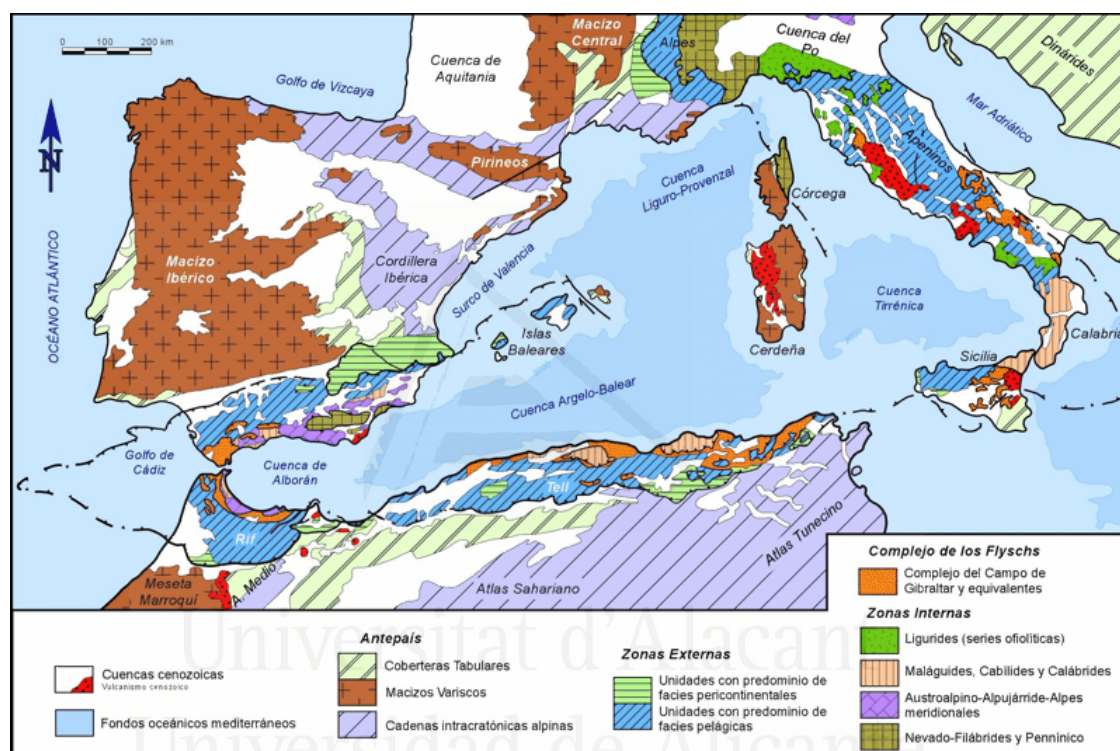 0 100 200 km
Golfo de Vizcaya
Cuenca de
Aquitania
Macizo
Central
Alpes
Cuenca del
Po
Dinárides
Mar Adriático
Apeninos
N
OCÉANO ATLÁNTICO
Pirineos
Cuenca
Liguro-Provenzal
Córcega
Macizo
Ibérico
Cordillera
Ibérica
Surco de Valencia
Islas
Baleares
Cerdeña
Cuenca
Tirrénica
Calabria
Sicilia
Cuenca Argelo-Balear
Golfo de
Cádiz
Cuenca de
Alborán
Rif
Tell
Meseta
Marroquí
A. Medio
Atlas Sahariano
Atlas Tunecino
Complejo de los Flyschs
Complejo del Campo de
Gibraltar y equivalentes
Zonas Internas
Ligurides (series ofiolíticas)
Maláguides, Cabílides y Calábrides
Austroalpino-Alpujárride-Alpes
meridionales
Nevado-Filábrides y Pennínico
Zonas Externas
Unidades con predominio de
facies pericontinentales
Unidades con predominio de
facies pelágicas
Antepaís
Coberteras Tabulares
Macizos Variscos
Cadenas intracratónicas alpinas
Cuencas cenozoicas
Vulcanismo cenozoico
Fondos oceánicos mediterráneos
Universitat d'Alacant
Universidad de Alicante